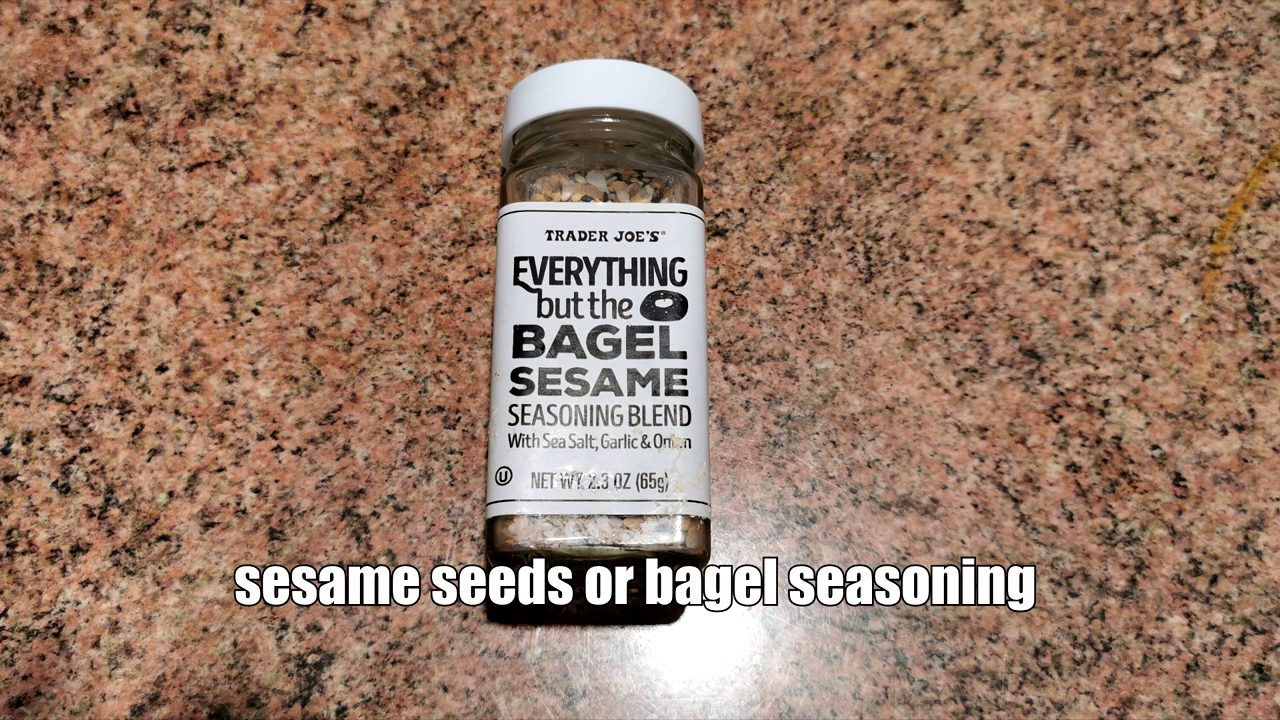 TRADER JOE'S®
EVERYTHING
but the
BAGEL
SESAME
SEASONING BLEND
With Sea Salt, Garlic & Onion
U
NET WT. 2.3 OZ (65g)
sesame seeds or bagel seasoning